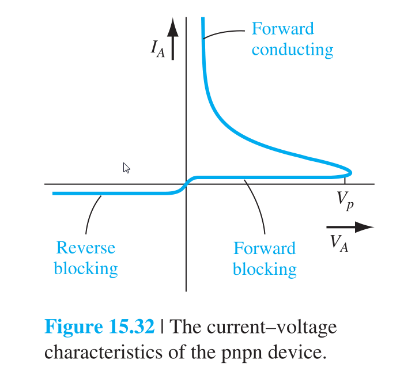 Forward
conducting
I_A
V_p
V_A
Reverse
blocking
Forward
blocking
Figure 15.32 | The current–voltage
characteristics of the pnpn device.